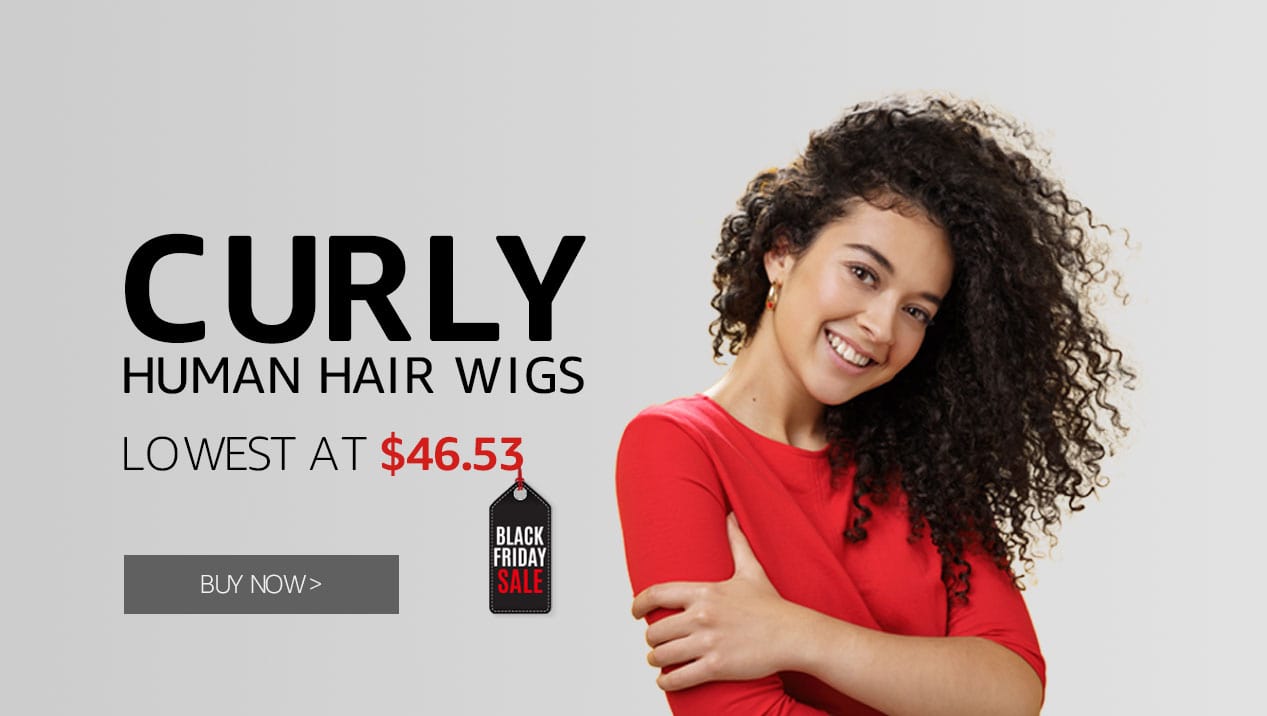 CURLY
HUMAN HAIR WIGS
LOWEST AT $46.53
BLACK
FRIDAY
SALE
BUY NOW>